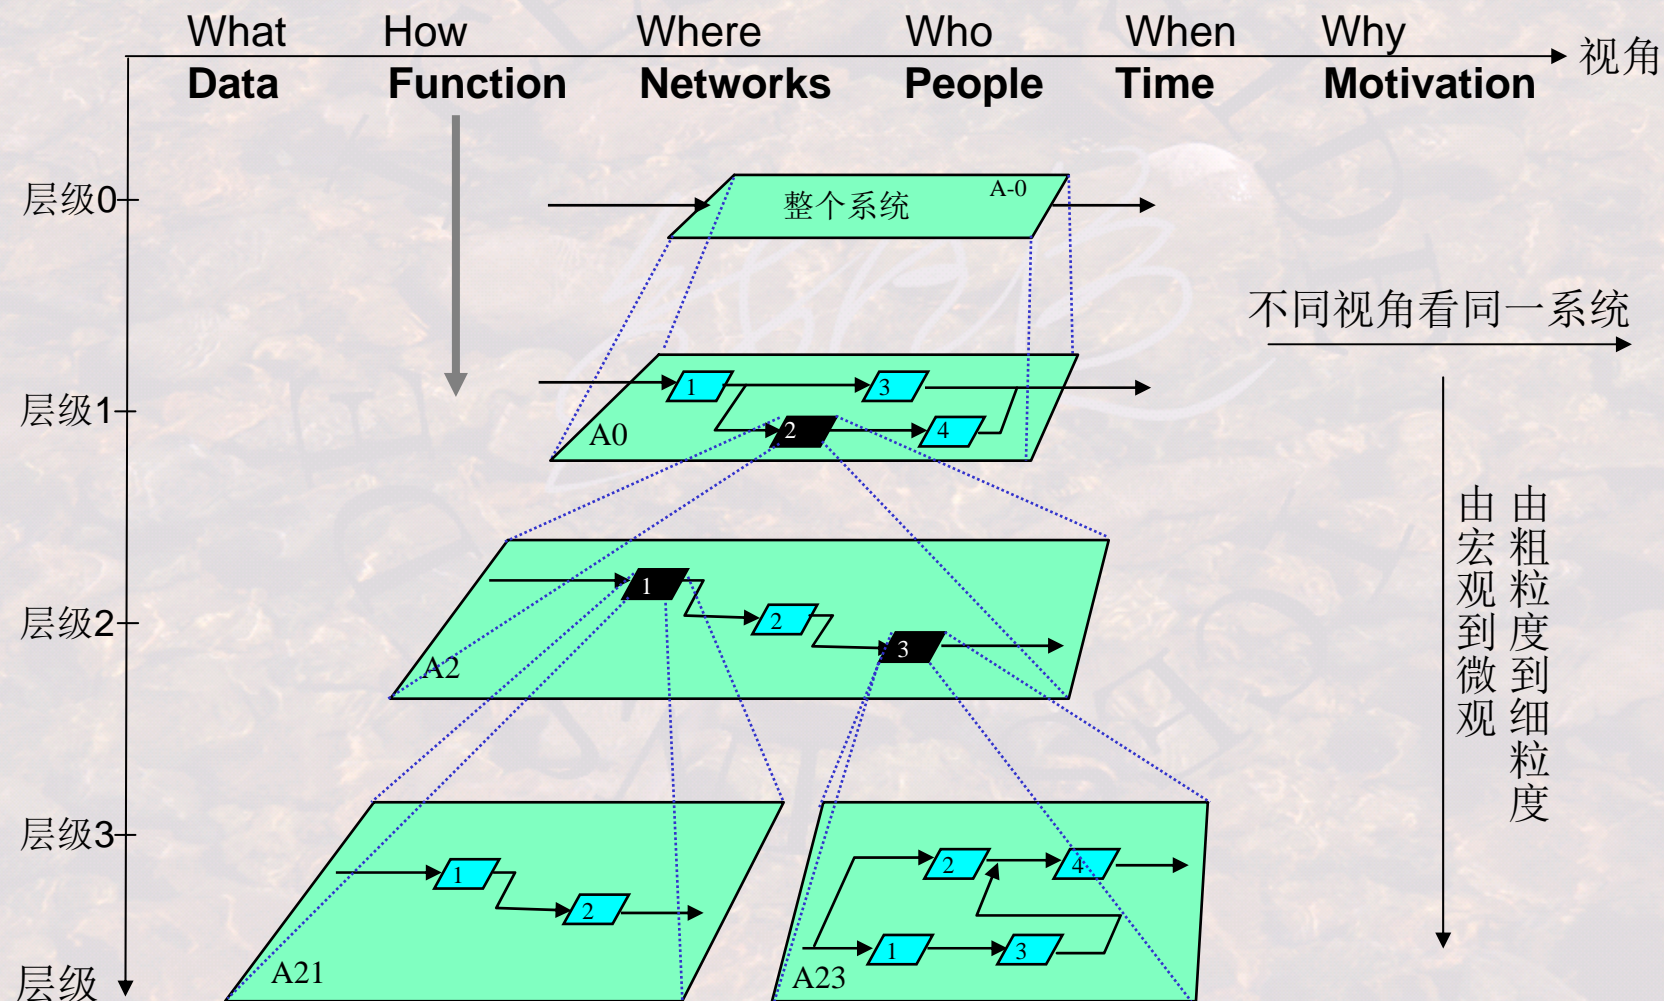 What How Where Who When Why
视角
Data Function Networks People Time Motivation
层级0
整个系统
A-0
不同视角看同一系统
层级1
1
3
2
4
A0
由宏观到微观
由粗粒度到细粒度
层级2
1
2
3
A2
层级3
1
2
A21
2
4
1
3
A23
层级